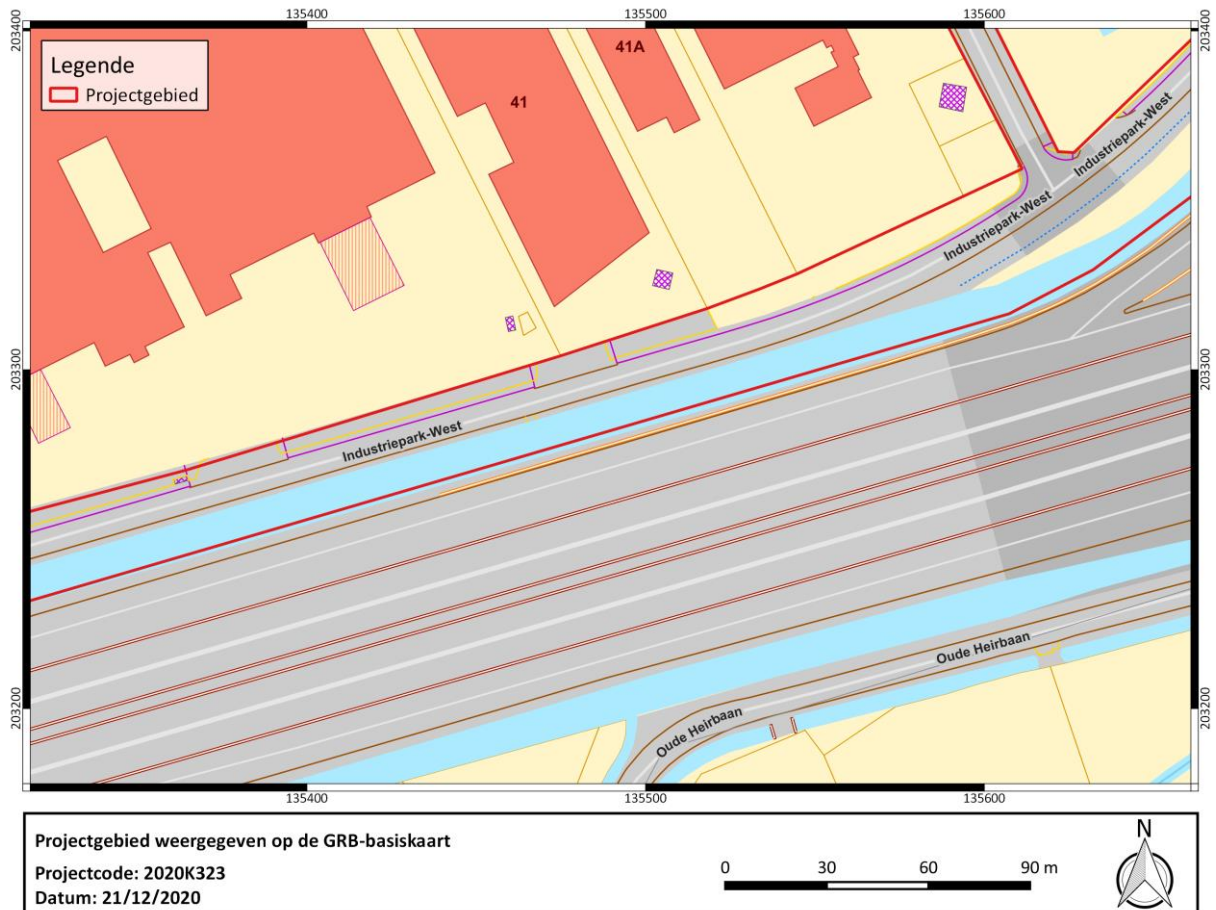 135400 135500 135600
203400 203400
Legende
Projectgebied
41A
41
Industriepark-West
Industriepark-West
Industriepark-West
203300 203300
Oude Heirbaan
203200 203200
Oude Heirbaan
135400 135500 135600
Projectgebied weergegeven op de GRB-basiskaart
Projectcode: 2020K323
Datum: 21/12/2020
0 30 60 90 m
N